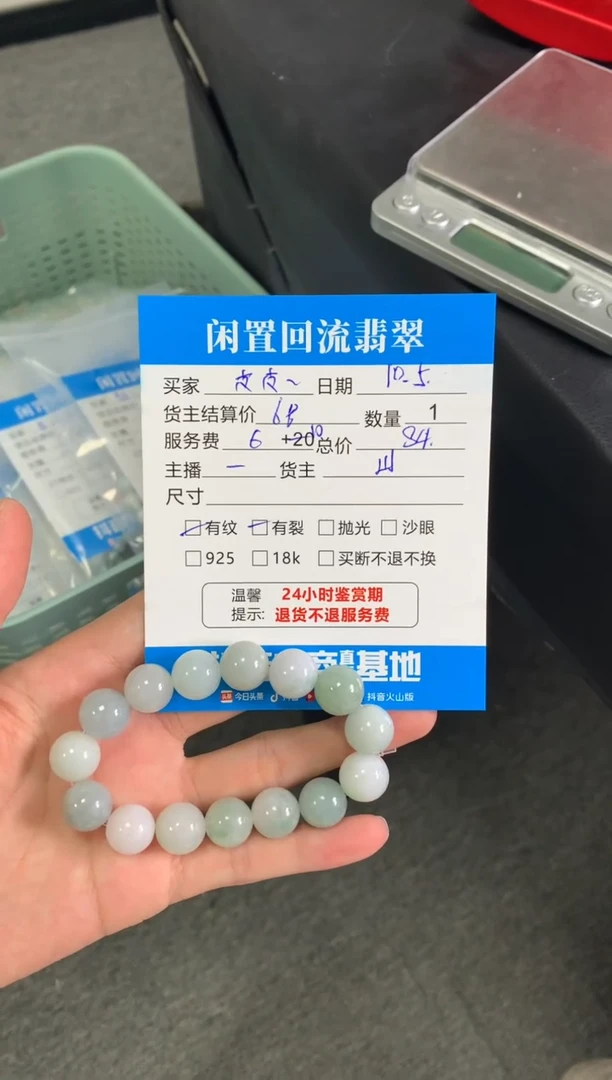 闲置回流翡翠
买家 皮皮~ 日期 10.5.
货主结算价 68 数量 1
服务费 6 +20 10 总价 84.
主播 一 货主 山
尺寸
有纹 有裂 抛光 沙眼
925 18k 买断不退不换
温馨 24小时鉴赏期
提示: 退货不退服务费
基地
今日头条 抖音 抖音火山版